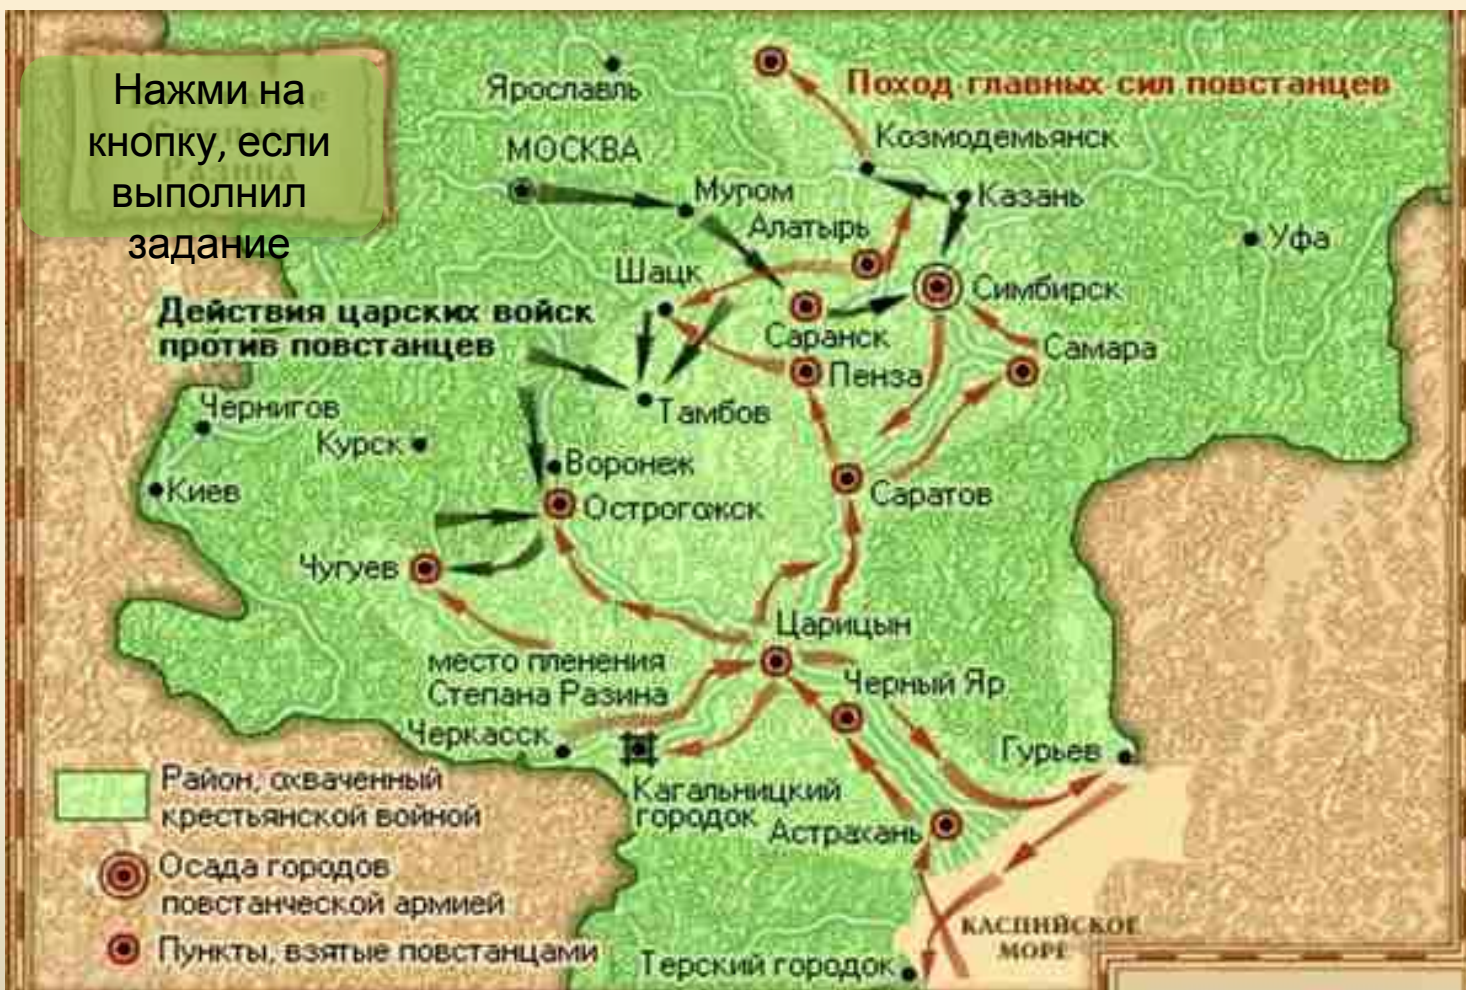 Нажми на
кнопку, если
выполнил
задание
Ярославль
Поход главных сил повстанцев
Козмодемьянск
МОСКВА
Муром
Казань
Алатырь
Уфа
Шацк
Симбирск
Действия царских войск
против повстанцев
Саранск
Самара
Пенза
Чернигов
Тамбов
Курск
Воронеж
Киев
Саратов
Острогожск
Чугуев
Царицын
место пленения
Степана Разина
Черный Яр
Черкасск
Гурьев
Кагальницкий
городок
Астрахань
Район, охваченный
крестьянской войной
Осада городов
повстанческой армией
Пункты, взятые повстанцами
КАСПИЙСКОЕ
МОРЕ
Терский городок